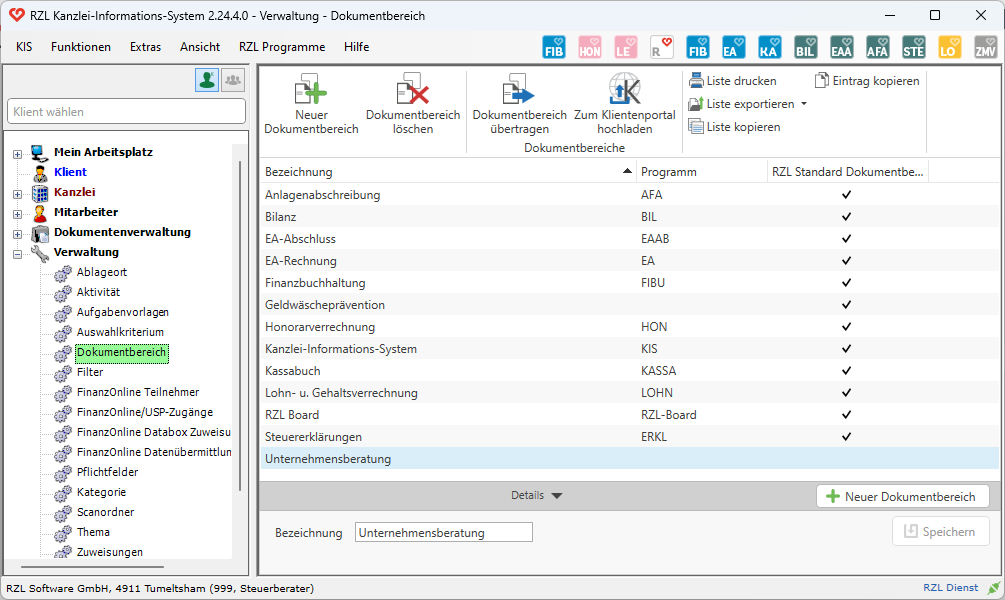 RZL Kanzlei-Informations-System 2.24.4.0 - Verwaltung - Dokumentbereich
KIS Funktionen Extras Ansicht RZL Programme Hilfe
FIB HON LE R FIB EA KA BIL EAA AFA STE LO ZMV
Klient wählen
Mein Arbeitsplatz
Klient
Kanzlei
Mitarbeiter
Dokumentenverwaltung
Verwaltung
Ablageort
Aktivität
Aufgabenvorlagen
Auswahlkriterium
Dokumentbereich
Filter
FinanzOnline Teilnehmer
FinanzOnline/USP-Zugänge
FinanzOnline Databox Zuweisu
FinanzOnline Datenübermittlun
Pflichtfelder
Kategorie
Scanordner
Thema
Zuweisungen
Neuer Dokumentbereich
Dokumentbereich löschen
Dokumentbereich übertragen
Zum Klientenportal hochladen
Dokumentbereiche
Liste drucken
Liste exportieren
Liste kopieren
Eintrag kopieren
Bezeichnung Programm RZL Standard Dokumentbe...
Anlagenabschreibung AFA
Bilanz BIL
EA-Abschluss EAAB
EA-Rechnung EA
Finanzbuchhaltung FIBU
Geldwäscheprävention
Honorarverrechnung HON
Kanzlei-Informations-System KIS
Kassabuch KASSA
Lohn- u. Gehaltsverrechnung LOHN
RZL Board RZL-Board
Steuererklärungen ERKL
Unternehmensberatung
Details
Neuer Dokumentbereich
Bezeichnung Unternehmensberatung
Speichern
RZL Software GmbH, 4911 Tumeltsham (999, Steuerberater)
RZL Dienst